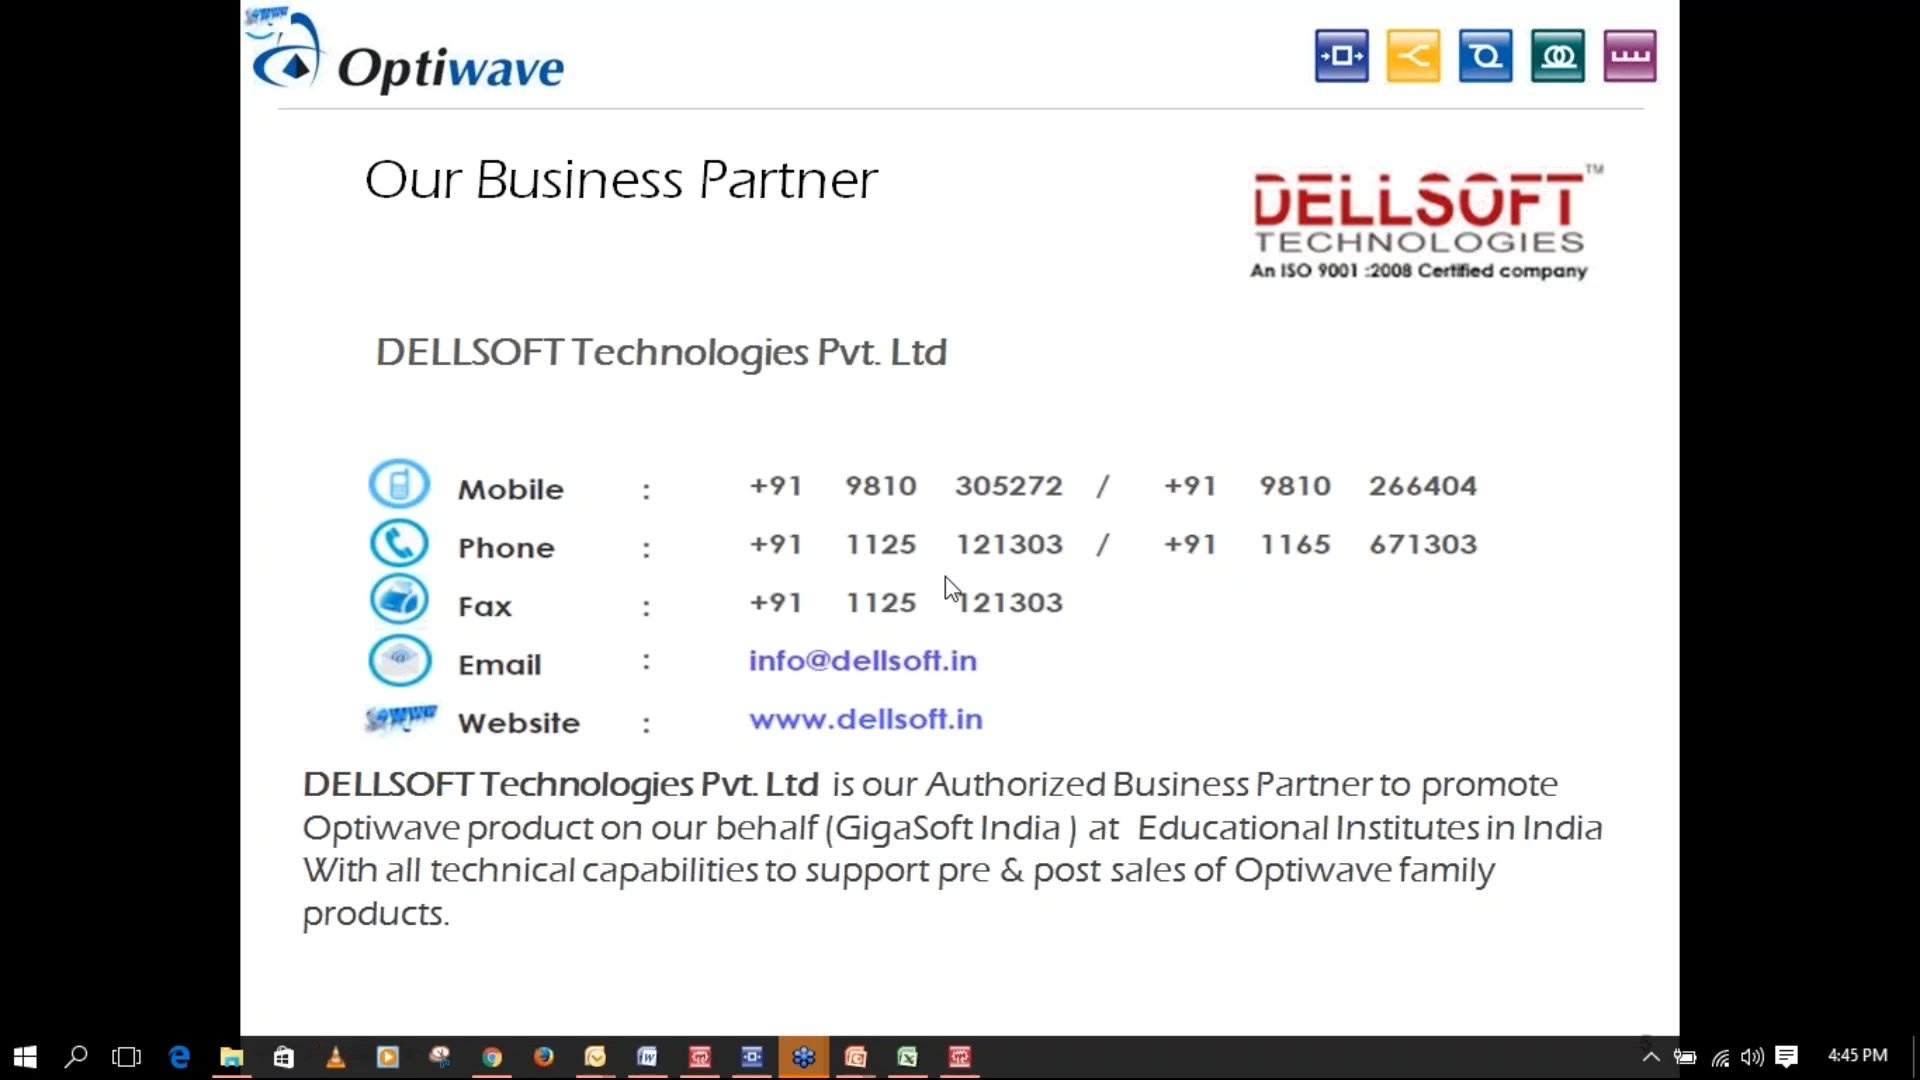 Optiwave
Our Business Partner
DELLSOFT TM
TECHNOLOGIES
An ISO 9001 :2008 Certified company
DELLSOFT Technologies Pvt. Ltd
Mobile : +91 9810 305272 / +91 9810 266404
Phone : +91 1125 121303 / +91 1165 671303
Fax : +91 1125 121303
Email : info@dellsoft.in
Website : www.dellsoft.in
DELLSOFT Technologies Pvt. Ltd is our Authorized Business Partner to promote
Optiwave product on our behalf (GigaSoft India ) at Educational Institutes in India
With all technical capabilities to support pre & post sales of Optiwave family
products.
4:45 PM